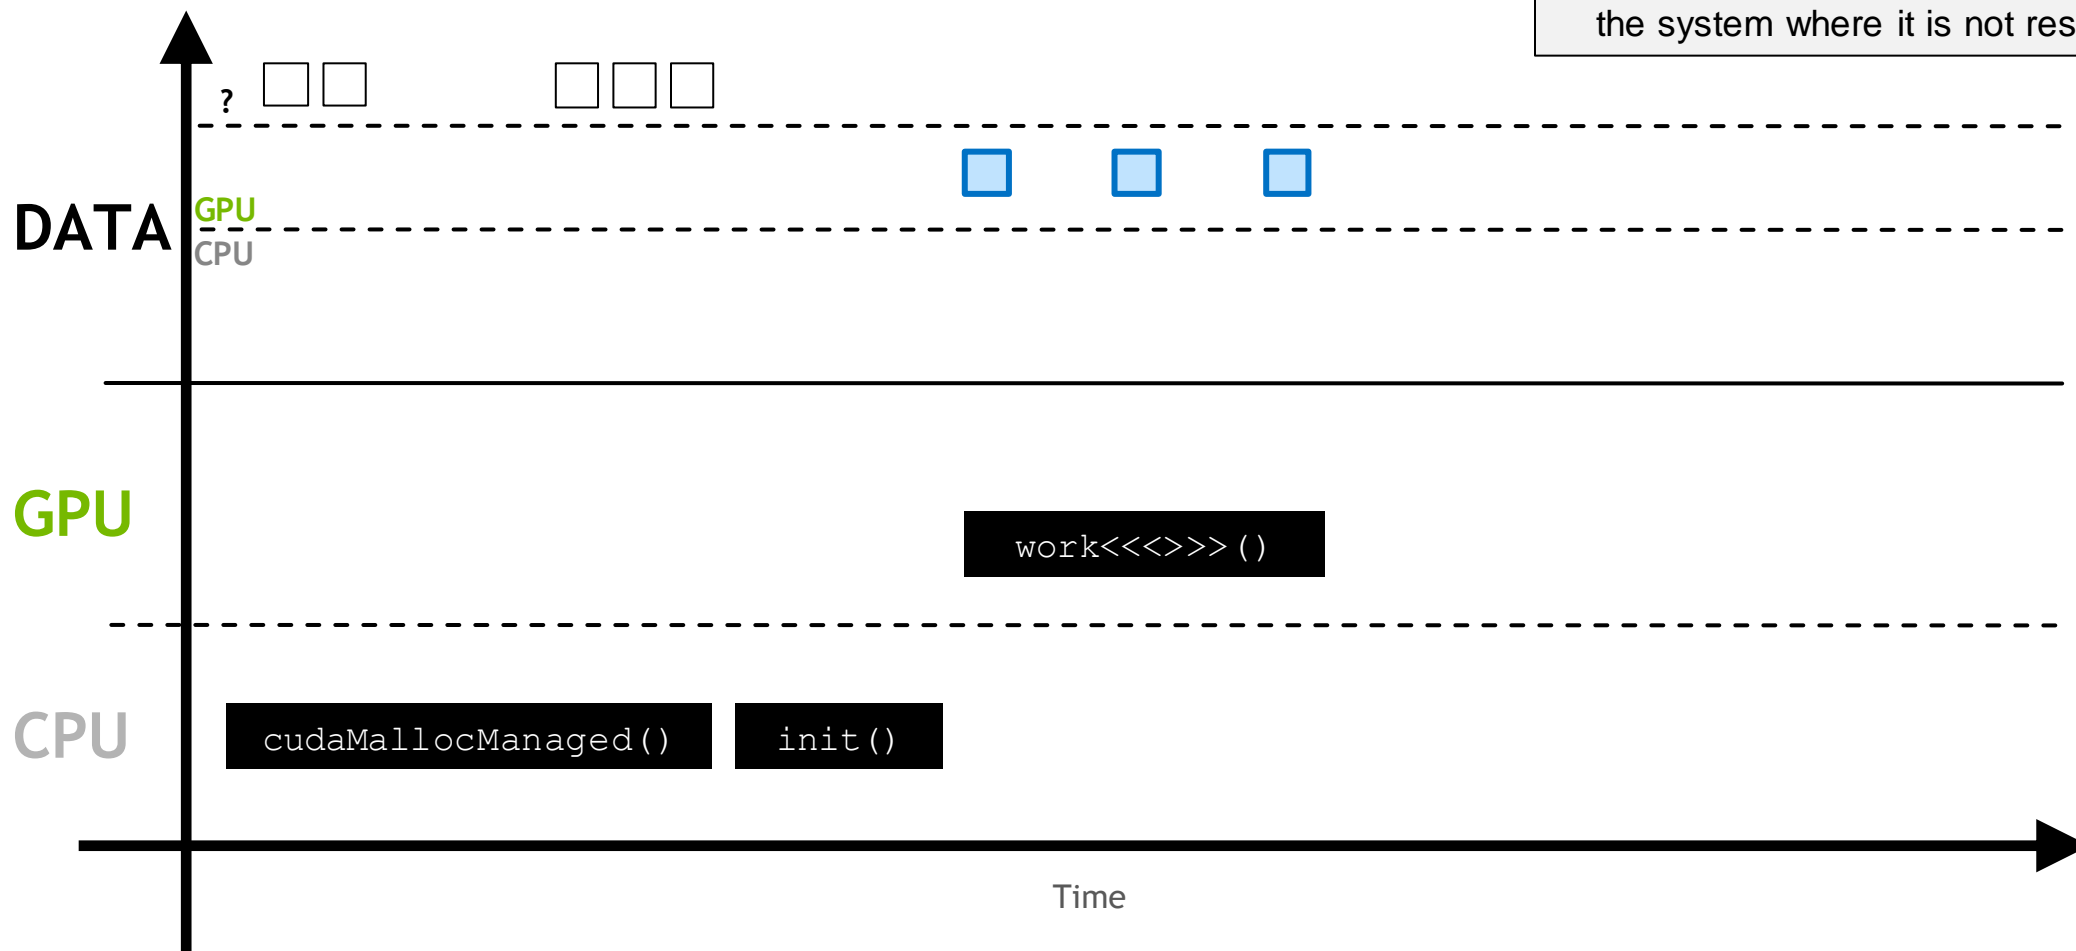 the system where it is not res
?
DATA
GPU
CPU
GPU
work<<<>>>()
CPU
cudaMallocManaged()
init()
Time